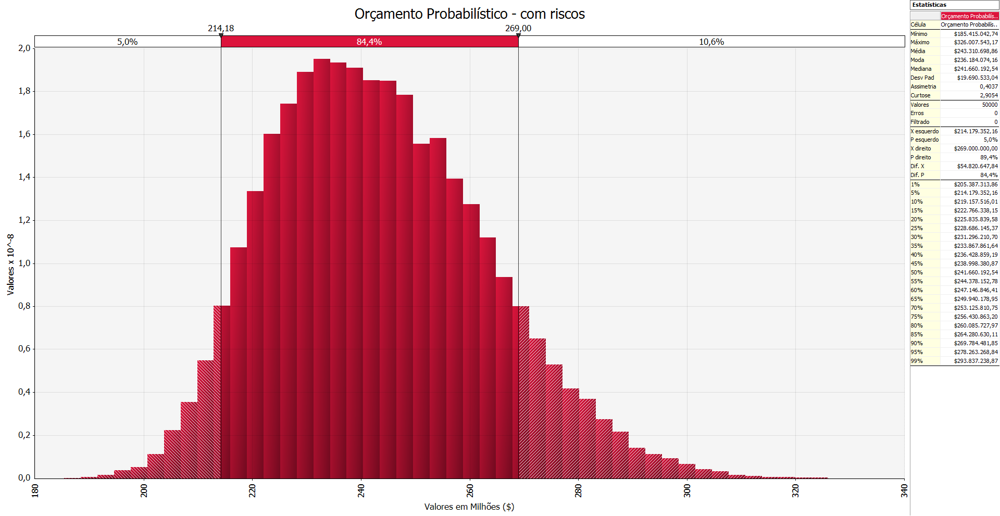 Orçamento Probabilístico - com riscos
214,18 269,00
5,0% 84,4% 10,6%
2,0
1,8
1,6
1,4
1,2
1,0
0,8
0,6
0,4
0,2
0,0
Valores x 10^-8
180 200 220 240 260 280 300 320 340
Valores em Milhões ($)
Estatísticas
Orçamento Probabilís..
Célula Orçamento Probabilís..
Mínimo $185.415.042,74
Máximo $326.007.543,17
Média $243.310.698,86
Moda $236.184.074,16
Mediana $241.660.192,54
Desv Pad $19.690.533,04
Assimetria 0,4037
Curtose 2,9054
Valores 50000
Erros 0
Filtrado 0
X esquerdo $214.179.352,16
P esquerdo 5,0%
X direito $269.000.000,00
P direito 89,4%
Dif. X $54.820.647,84
Dif. P 84,4%
1% $205.387.313,86
5% $214.179.352,16
10% $219.157.516,01
15% $222.766.338,15
20% $225.835.839,58
25% $228.686.145,37
30% $231.296.210,70
35% $233.867.861,64
40% $236.428.859,19
45% $238.998.380,87
50% $241.660.192,54
55% $244.378.152,78
60% $247.146.846,41
65% $249.940.178,95
70% $253.125.810,75
75% $256.430.863,20
80% $260.085.727,97
85% $264.280.630,11
90% $269.784.481,85
95% $278.263.268,84
99% $293.837.238,87